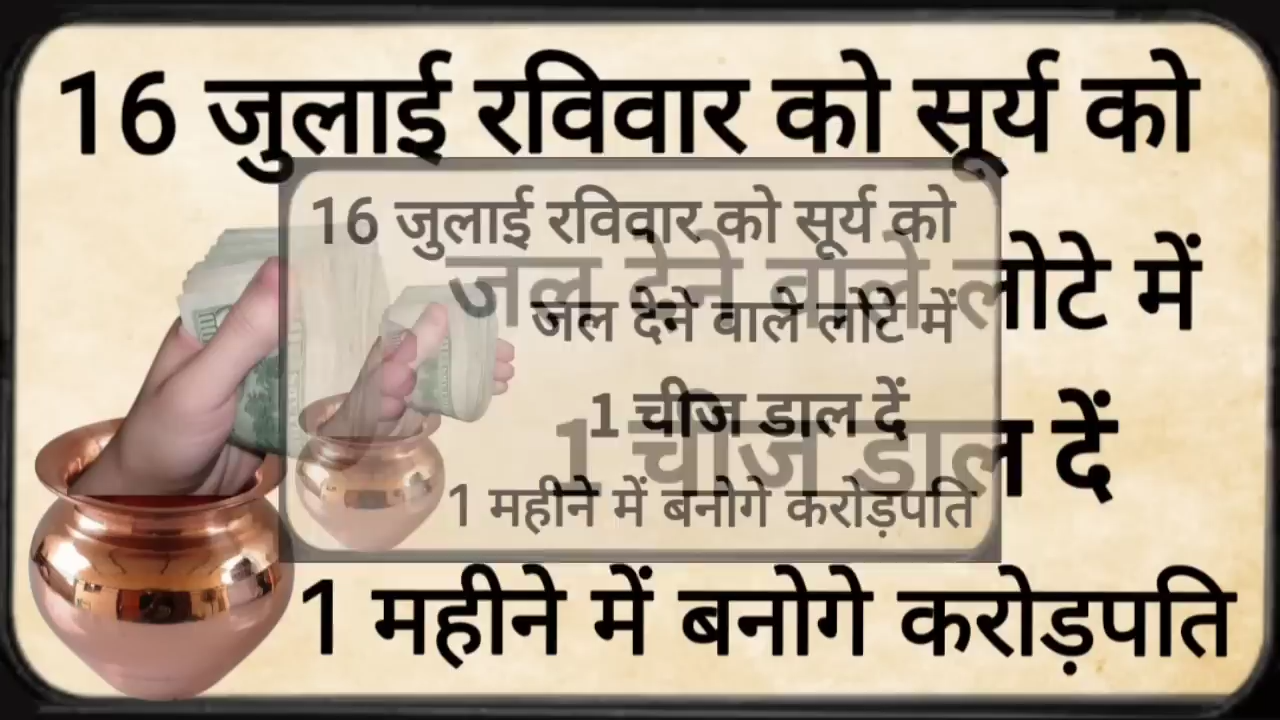 16 जुलाई रविवार को सूर्य को
जल देने वाले लोटे में
1 चीज डाल दें
1 महीने में बनोगे करोड़पति
16 जुलाई रविवार को सूर्य को
जल देने वाले लोटे में
1 चीज डाल दें
1 महीने में बनोगे करोड़पति